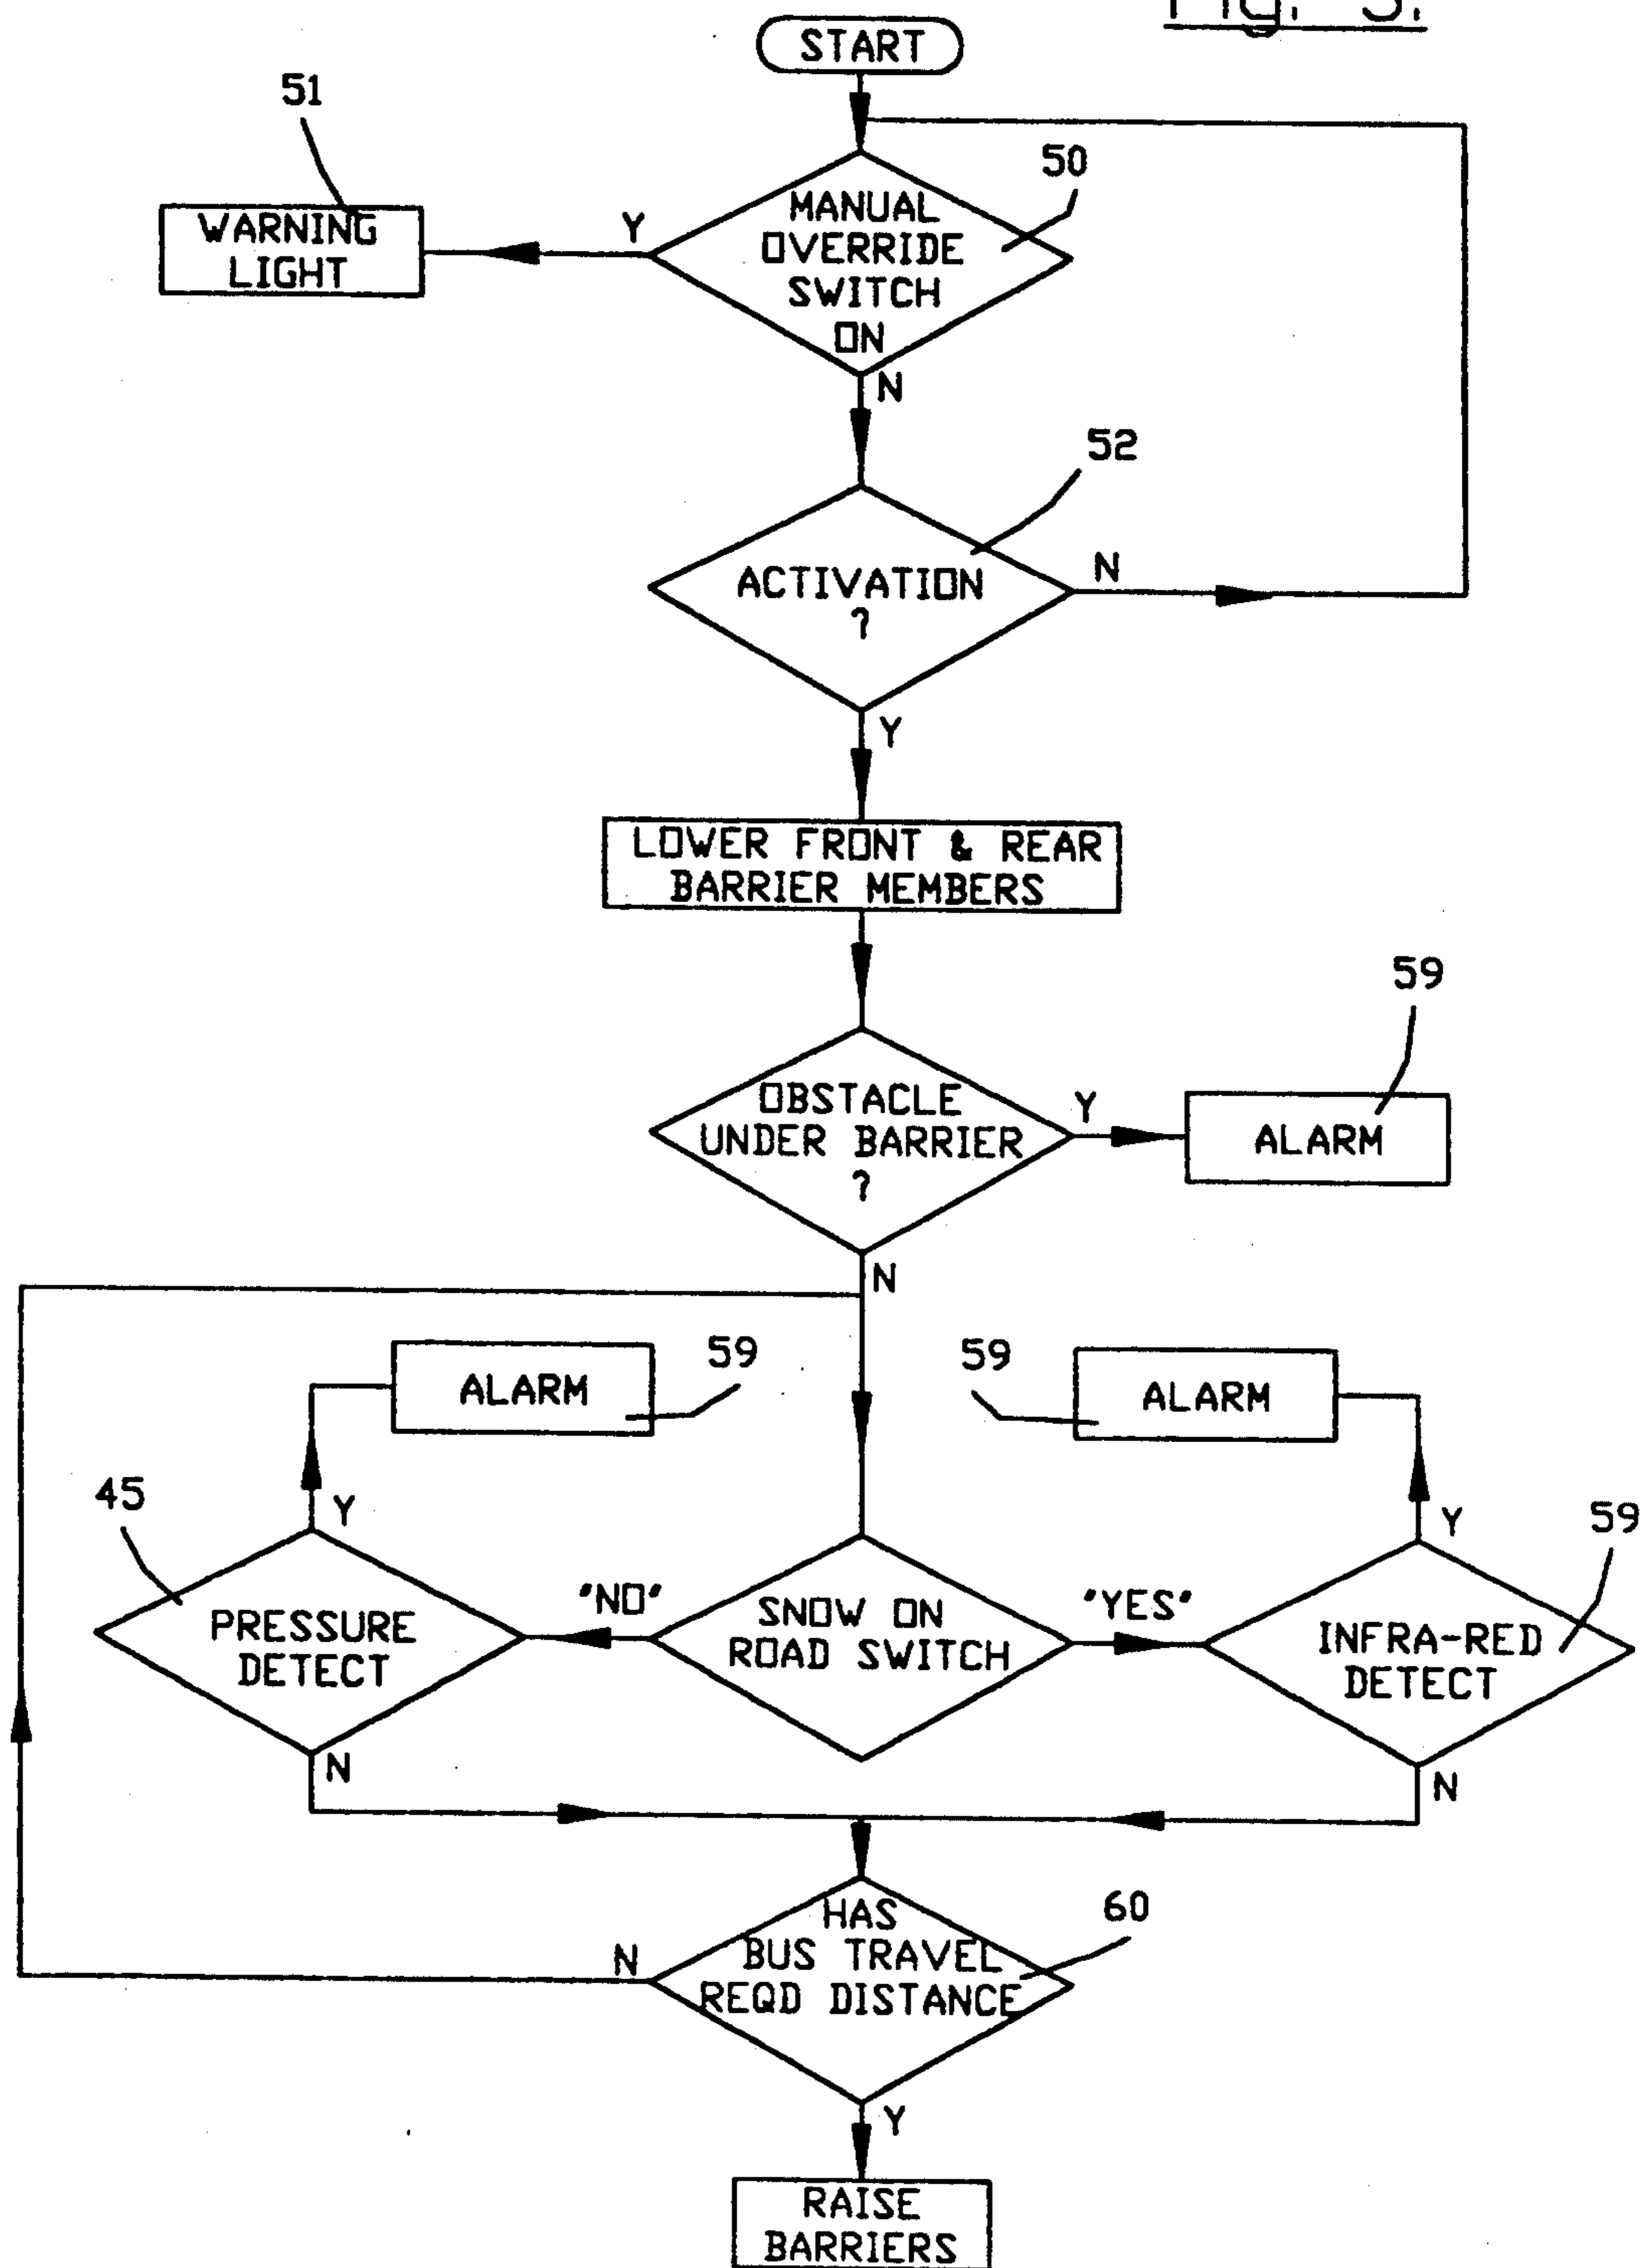 Fig. 5.
START
51
50
WARNING
LIGHT
Y
MANUAL
OVERRIDE
SWITCH
ON
N
52
ACTIVATION
?
N
Y
LOWER FRONT & REAR
BARRIER MEMBERS
59
OBSTACLE
UNDER BARRIER
?
Y
ALARM
N
ALARM
59
59
ALARM
45
Y
Y
59
PRESSURE
DETECT
"NO"
SNOW ON
ROAD SWITCH
"YES"
INFRA-RED
DETECT
N
N
60
HAS
BUS TRAVEL
REQD DISTANCE
N
Y
RAISE
BARRIERS